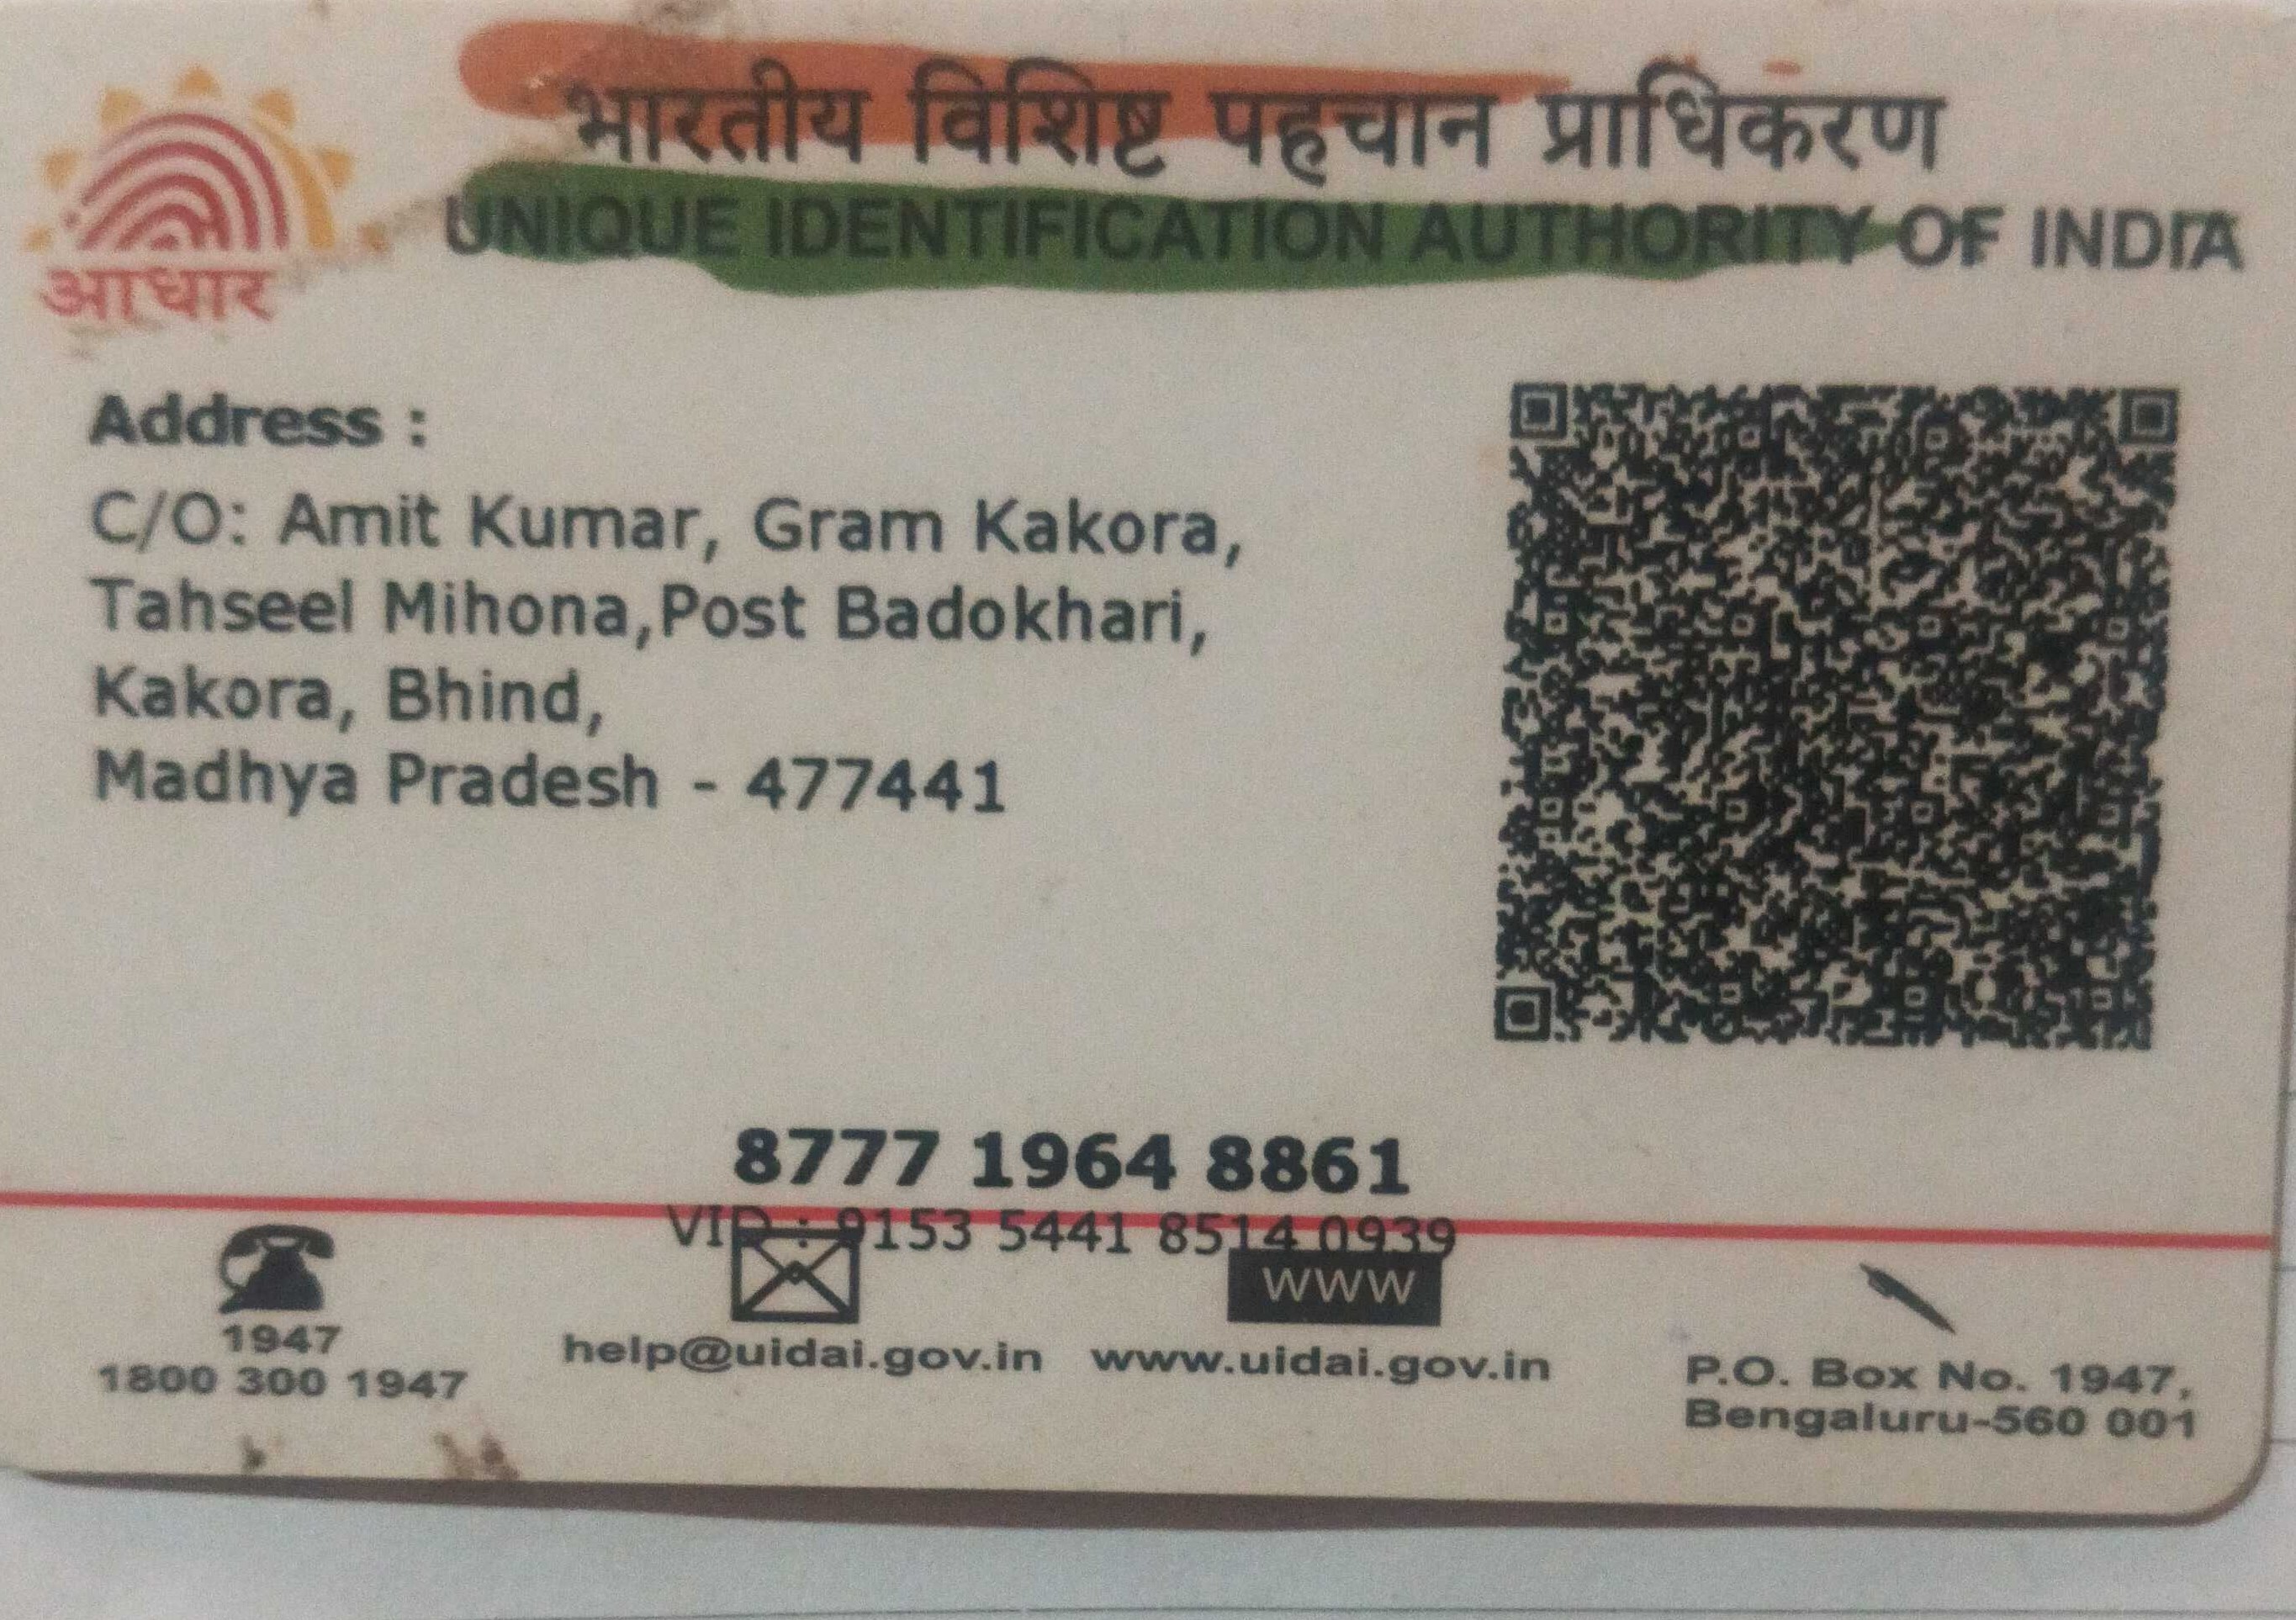 भारतीय विशिष्ट पहचान प्राधिकरण
UNIQUE IDENTIFICATION AUTHORITY OF INDIA
आधार
Address :
C/O: Amit Kumar, Gram Kakora,
Tahseel Mihona,Post Badokhari,
Kakora, Bhind,
Madhya Pradesh - 477441
8777 1964 8861
VID : 9153 5441 8514 0939
WWW
1947
1800 300 1947
help@uidai.gov.in
www.uidai.gov.in
P.O. Box No. 1947,
Bengaluru-560 001